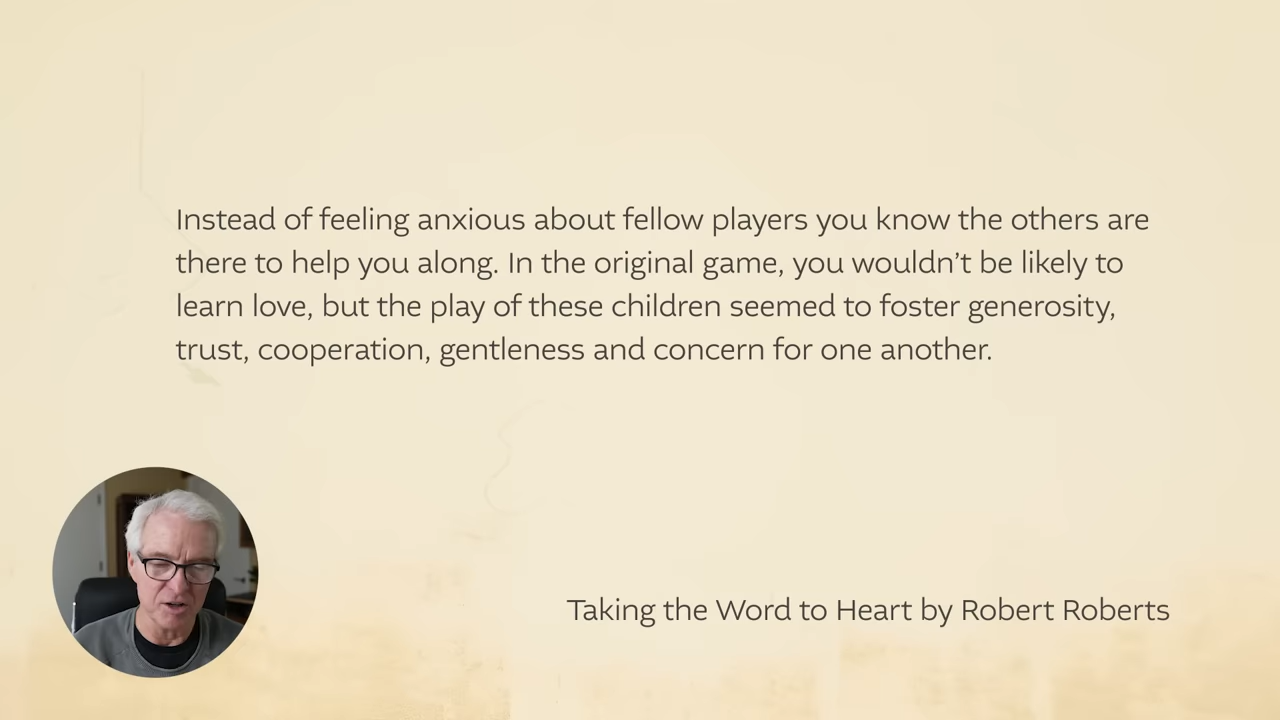 Instead of feeling anxious about fellow players you know the others are
there to help you along. In the original game, you wouldn’t be likely to
learn love, but the play of these children seemed to foster generosity,
trust, cooperation, gentleness and concern for one another.
Taking the Word to Heart by Robert Roberts